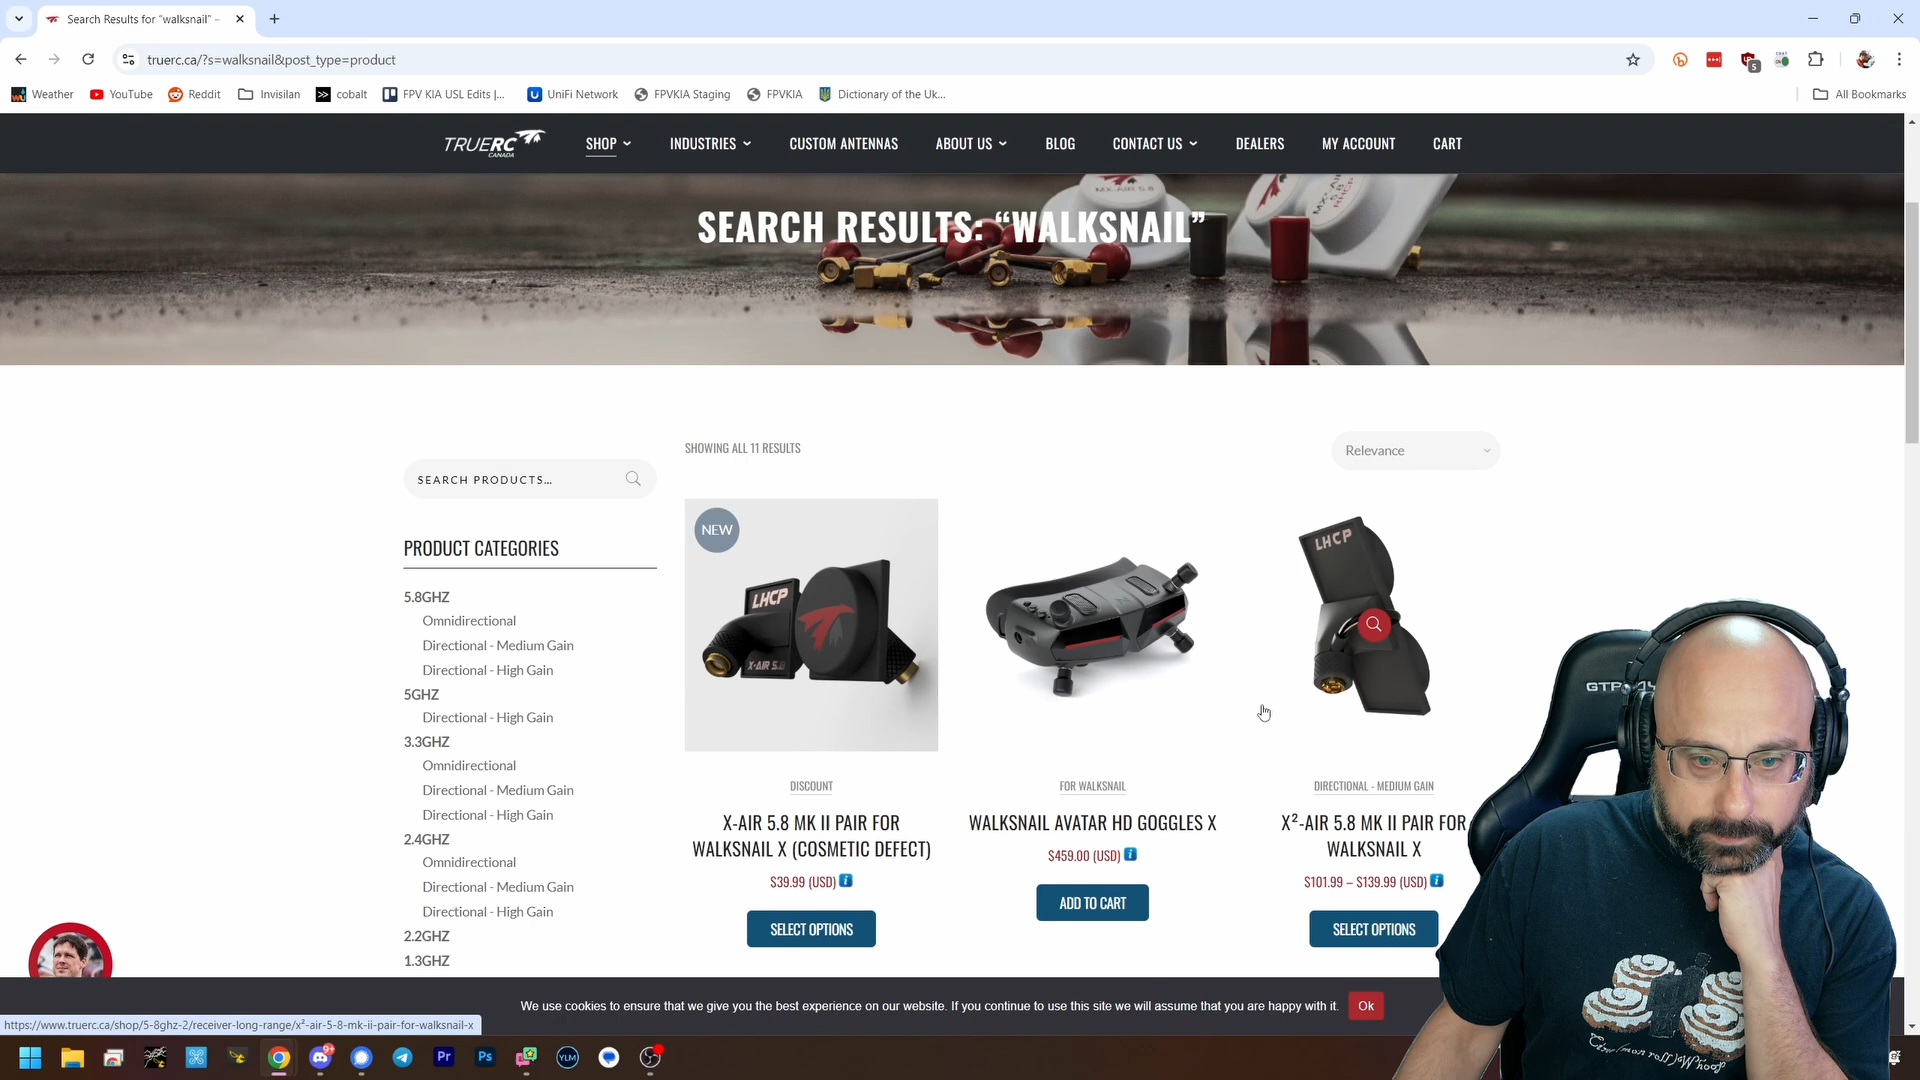 Search Results for “walksnail” –
truerc.ca/?s=walksnail&post_type=product
5
Weather
YouTube
Reddit
Invisilan
cobalt
FPV KIA USL Edits |...
UniFi Network
FPVKIA Staging
FPVKIA
Dictionary of the Uk...
All Bookmarks
TRUERC
CANADA
SHOP
INDUSTRIES
CUSTOM ANTENNAS
ABOUT US
BLOG
CONTACT US
DEALERS
MY ACCOUNT
CART
MX-AIR 5.8
SEARCH RESULTS: “WALKSNAIL”
SHOWING ALL 11 RESULTS
Relevance
SEARCH PRODUCTS...
PRODUCT CATEGORIES
5.8GHZ
Omnidirectional
Directional - Medium Gain
Directional - High Gain
5GHZ
Directional - High Gain
3.3GHZ
Omnidirectional
Directional - Medium Gain
Directional - High Gain
2.4GHZ
Omnidirectional
Directional - Medium Gain
Directional - High Gain
2.2GHZ
1.3GHZ
NEW
LHCP
X-AIR 5.8
DISCOUNT
X-AIR 5.8 MK II PAIR FOR
WALKSNAIL X (COSMETIC DEFECT)
$39.99 (USD)
SELECT OPTIONS
FOR WALKSNAIL
WALKSNAIL AVATAR HD GOGGLES X
$459.00 (USD)
ADD TO CART
LHCP
DIRECTIONAL - MEDIUM GAIN
X²-AIR 5.8 MK II PAIR FOR
WALKSNAIL X
$101.99 – $139.99 (USD)
SELECT OPTIONS
We use cookies to ensure that we give you the best experience on our website. If you continue to use this site we will assume that you are happy with it.
Ok
https://www.truerc.ca/shop/5-8ghz-2/receiver-long-range/x²-air-5-8-mk-ii-pair-for-walksnail-x
9+
Pr
Ps
YLM